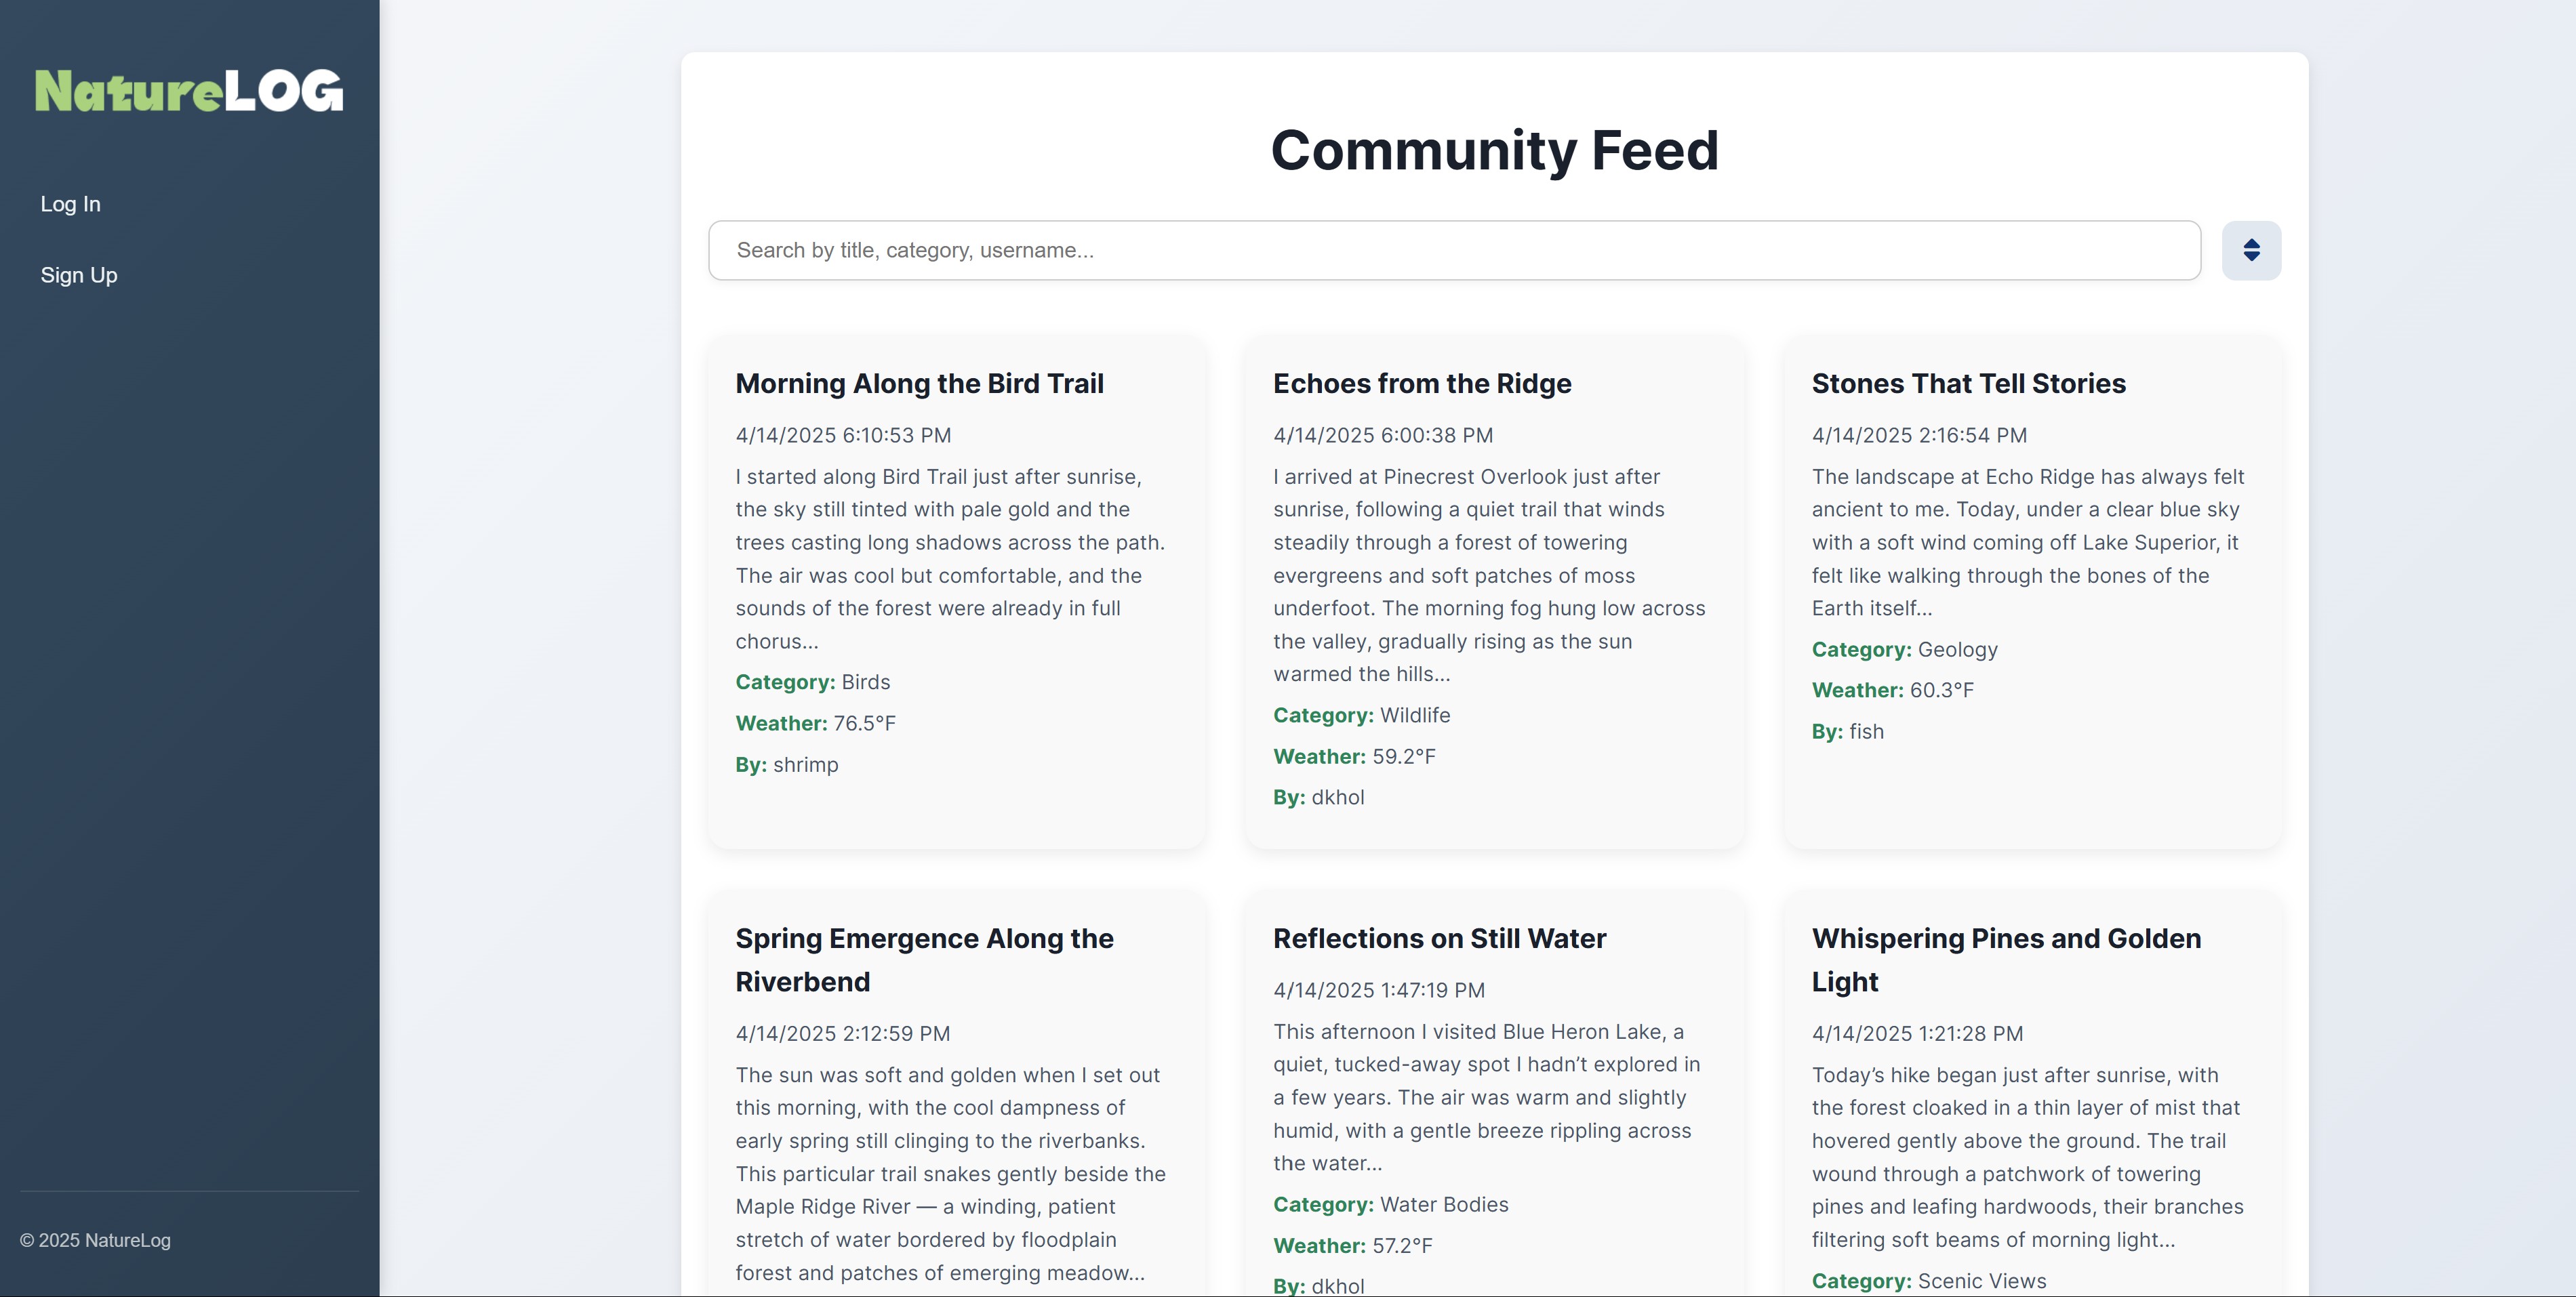 NatureLOG
Log In
Sign Up
© 2025 NatureLog
Community Feed
Search by title, category, username...
Morning Along the Bird Trail
4/14/2025 6:10:53 PM
I started along Bird Trail just after sunrise,
the sky still tinted with pale gold and the
trees casting long shadows across the path.
The air was cool but comfortable, and the
sounds of the forest were already in full
chorus...
Category: Birds
Weather: 76.5°F
By: shrimp
Echoes from the Ridge
4/14/2025 6:00:38 PM
I arrived at Pinecrest Overlook just after
sunrise, following a quiet trail that winds
steadily through a forest of towering
evergreens and soft patches of moss
underfoot. The morning fog hung low across
the valley, gradually rising as the sun
warmed the hills...
Category: Wildlife
Weather: 59.2°F
By: dkhol
Stones That Tell Stories
4/14/2025 2:16:54 PM
The landscape at Echo Ridge has always felt
ancient to me. Today, under a clear blue sky
with a soft wind coming off Lake Superior, it
felt like walking through the bones of the
Earth itself...
Category: Geology
Weather: 60.3°F
By: fish
Spring Emergence Along the
Riverbend
4/14/2025 2:12:59 PM
The sun was soft and golden when I set out
this morning, with the cool dampness of
early spring still clinging to the riverbanks.
This particular trail snakes gently beside the
Maple Ridge River — a winding, patient
stretch of water bordered by floodplain
forest and patches of emerging meadow...
Reflections on Still Water
4/14/2025 1:47:19 PM
This afternoon I visited Blue Heron Lake, a
quiet, tucked-away spot I hadn’t explored in
a few years. The air was warm and slightly
humid, with a gentle breeze rippling across
the water...
Category: Water Bodies
Weather: 57.2°F
By: dkhol
Whispering Pines and Golden
Light
4/14/2025 1:21:28 PM
Today’s hike began just after sunrise, with
the forest cloaked in a thin layer of mist that
hovered gently above the ground. The trail
wound through a patchwork of towering
pines and leafing hardwoods, their branches
filtering soft beams of morning light...
Category: Scenic Views